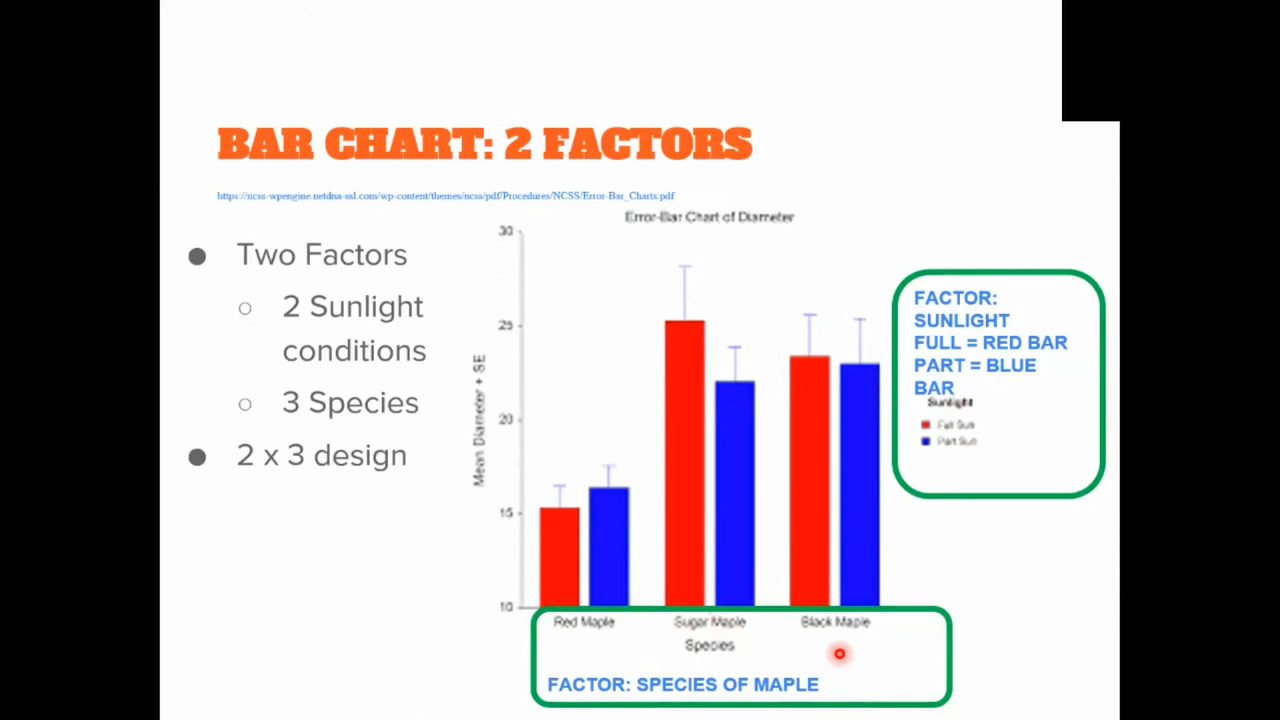 BAR CHART: 2 FACTORS
https://ncss-wpengine.netdna-ssl.com/wp-content/themes/ncss/pdf/Procedures/NCSS/Error-Bar_Charts.pdf
● Two Factors
○ 2 Sunlight
conditions
○ 3 Species
● 2 x 3 design
Error-Bar Chart of Diameter
Mean Diameter + SE
30
25
20
15
10
Red Maple Sugar Maple Black Maple
Species
FACTOR: SPECIES OF MAPLE
FACTOR:
SUNLIGHT
FULL = RED BAR
PART = BLUE
BAR
Sunlight
Full Sun
Part Sun